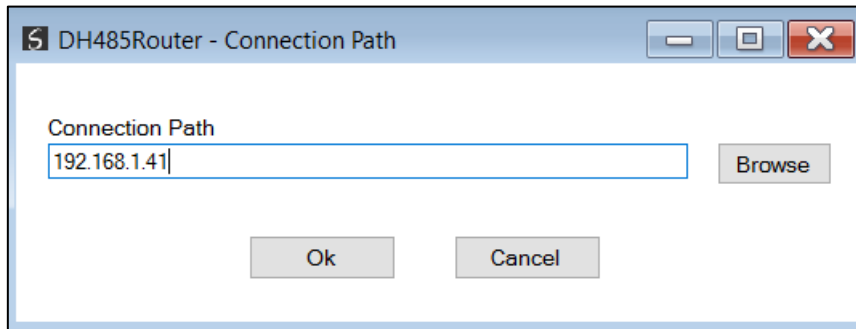 DH485Router - Connection Path
Connection Path
192.168.1.41
Browse
Ok
Cancel